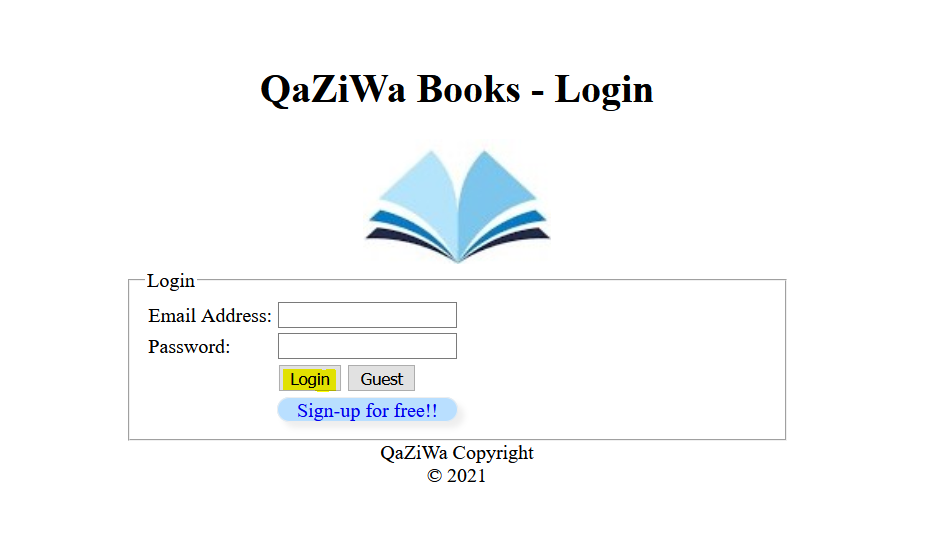 QaZiWa Books - Login
Login
Email Address:
Password:
Login Guest
Sign-up for free!!
QaZiWa Copyright
© 2021